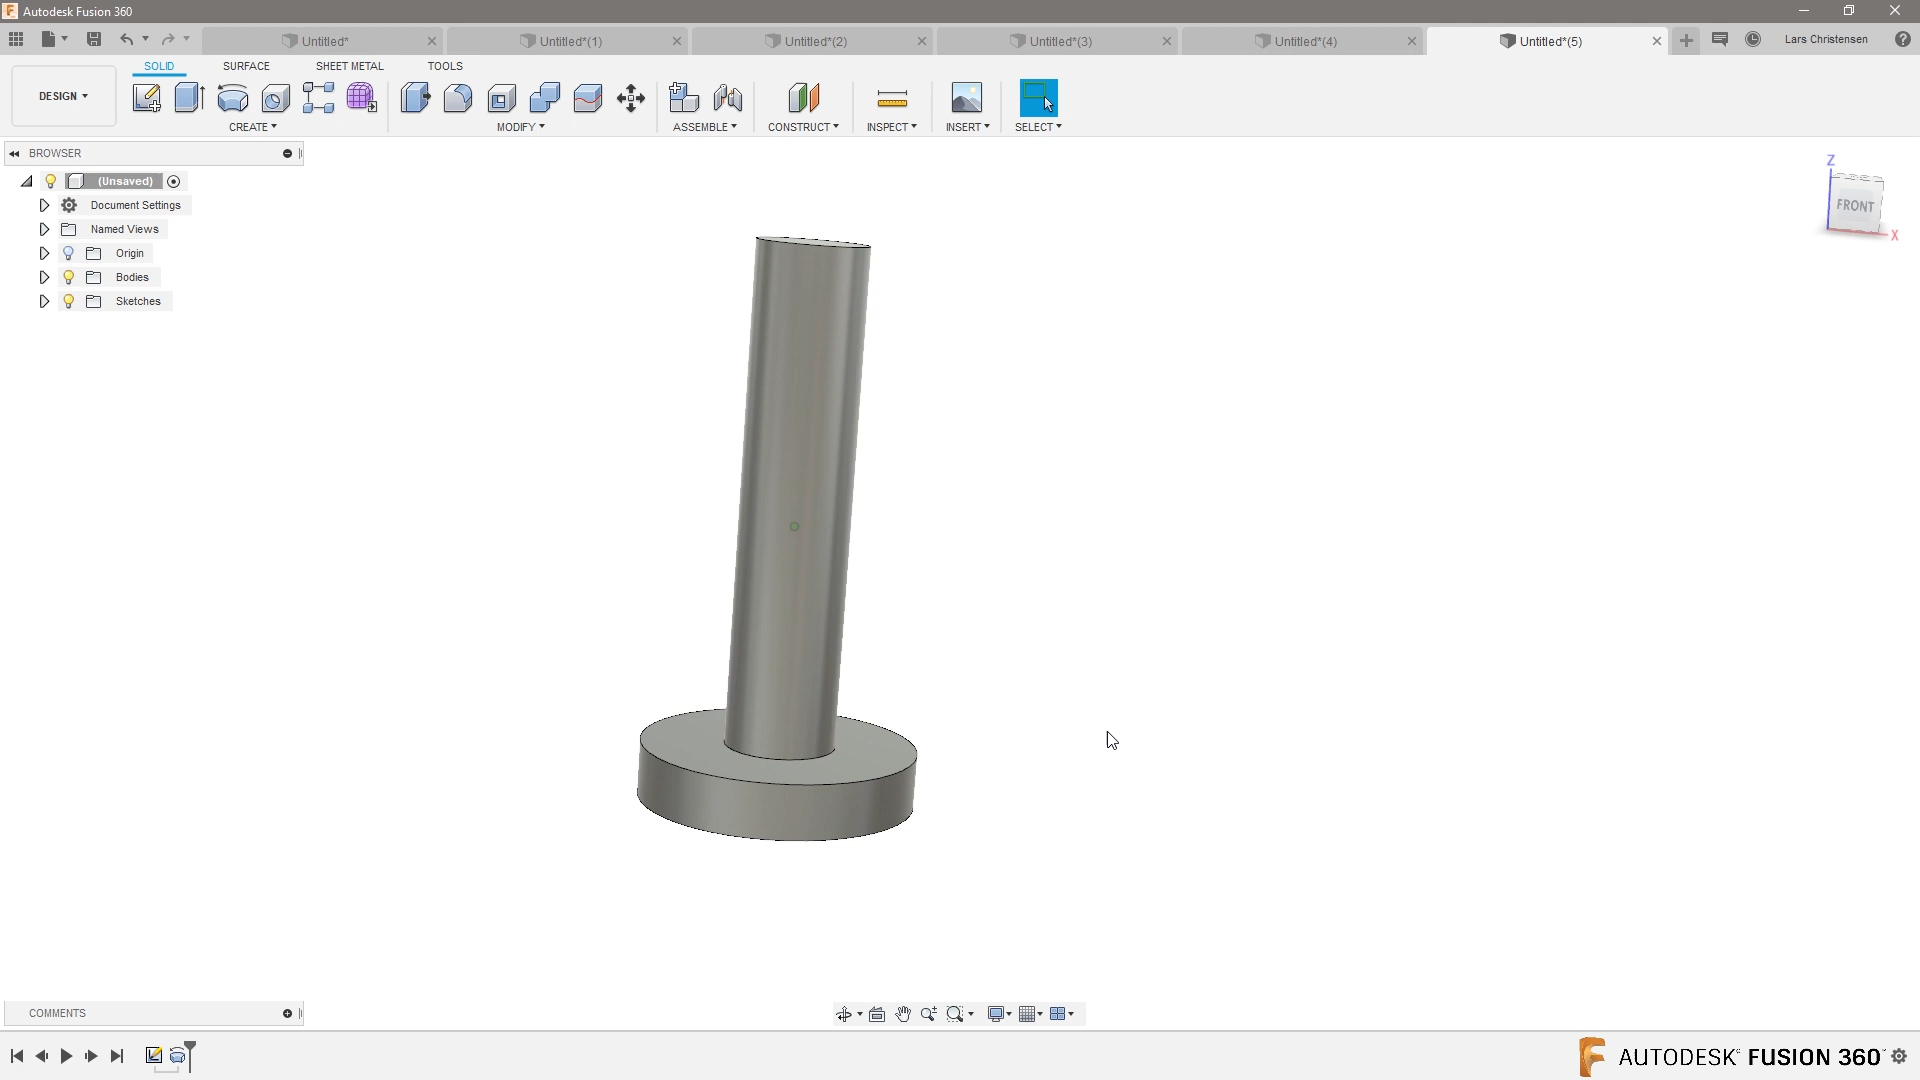 Autodesk Fusion 360
Untitled*
Untitled*(1)
Untitled*(2)
Untitled*(3)
Untitled*(4)
Untitled*(5)
Lars Christensen
SOLID
SURFACE
SHEET METAL
TOOLS
DESIGN
CREATE
MODIFY
ASSEMBLE
CONSTRUCT
INSPECT
INSERT
SELECT
BROWSER
(Unsaved)
Document Settings
Named Views
Origin
Bodies
Sketches
Z
FRONT
X
COMMENTS
AUTODESK FUSION 360